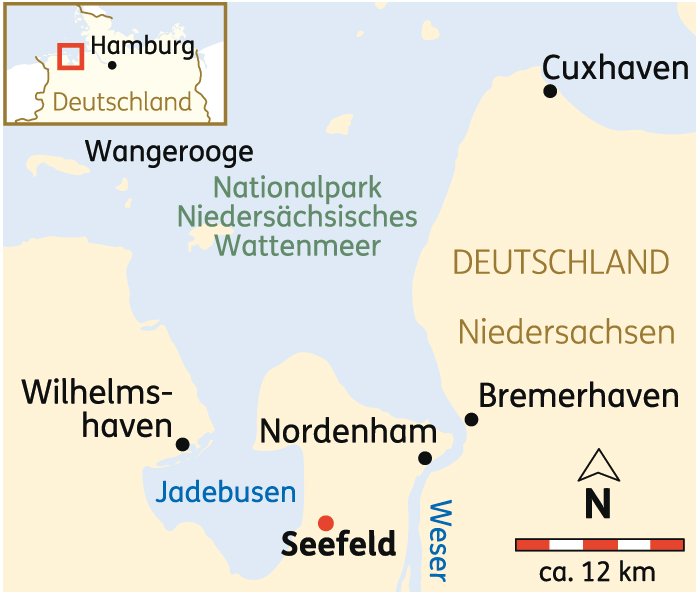 Hamburg
Deutschland
Cuxhaven
Wangerooge
Nationalpark
Niedersächsisches
Wattenmeer
DEUTSCHLAND
Niedersachsen
Wilhelms-
haven
Bremerhaven
Nordenham
Jadebusen
Weser
N
Seefeld
ca. 12 km